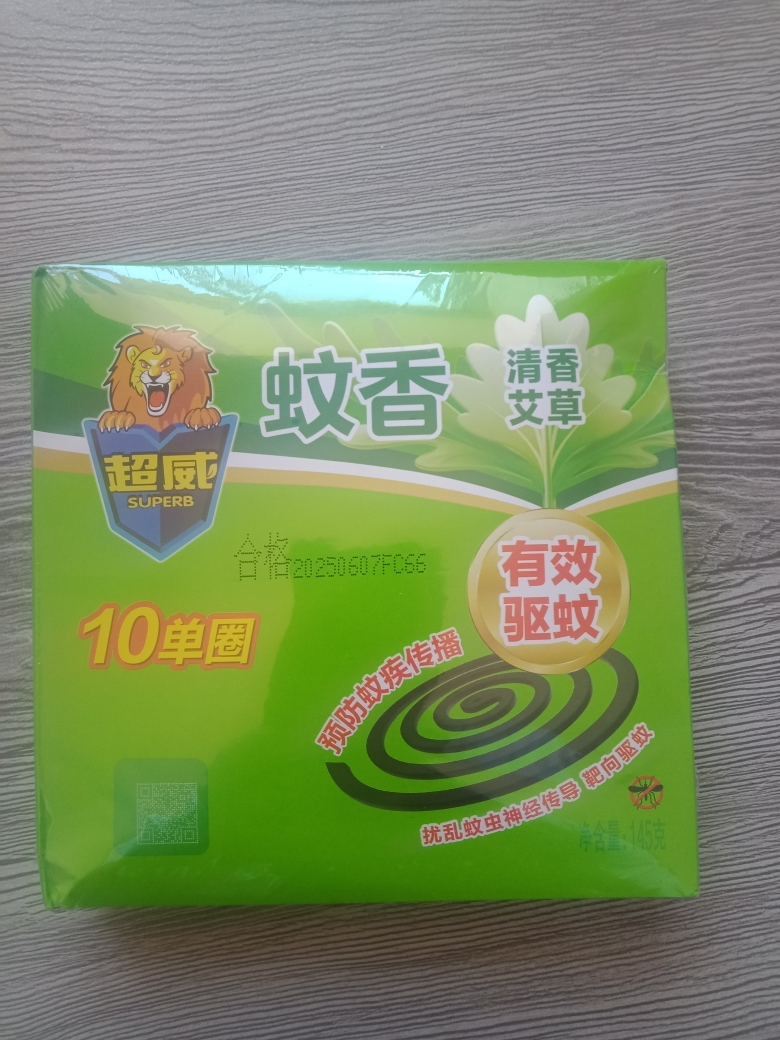 蚊香
清香
艾草
超威
SUPERB
合格20250607FC66
有效
驱蚊
10单圈
预防蚊疾传播
扰乱蚊虫神经传导 靶向驱蚊
净含量:145克